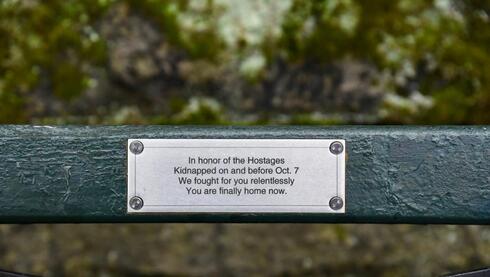 In honor of the Hostages
Kidnapped on and before Oct. 7
We fought for you relentlessly
You are finally home now.